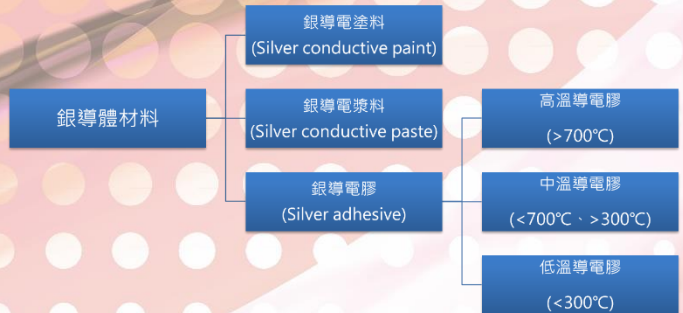 銀導體材料
銀導電塗料
(Silver conductive paint)
銀導電漿料
(Silver conductive paste)
銀導電膠
(Silver adhesive)
高溫導電膠
(>700℃)
中溫導電膠
(<700℃、>300℃)
低溫導電膠
(<300℃)